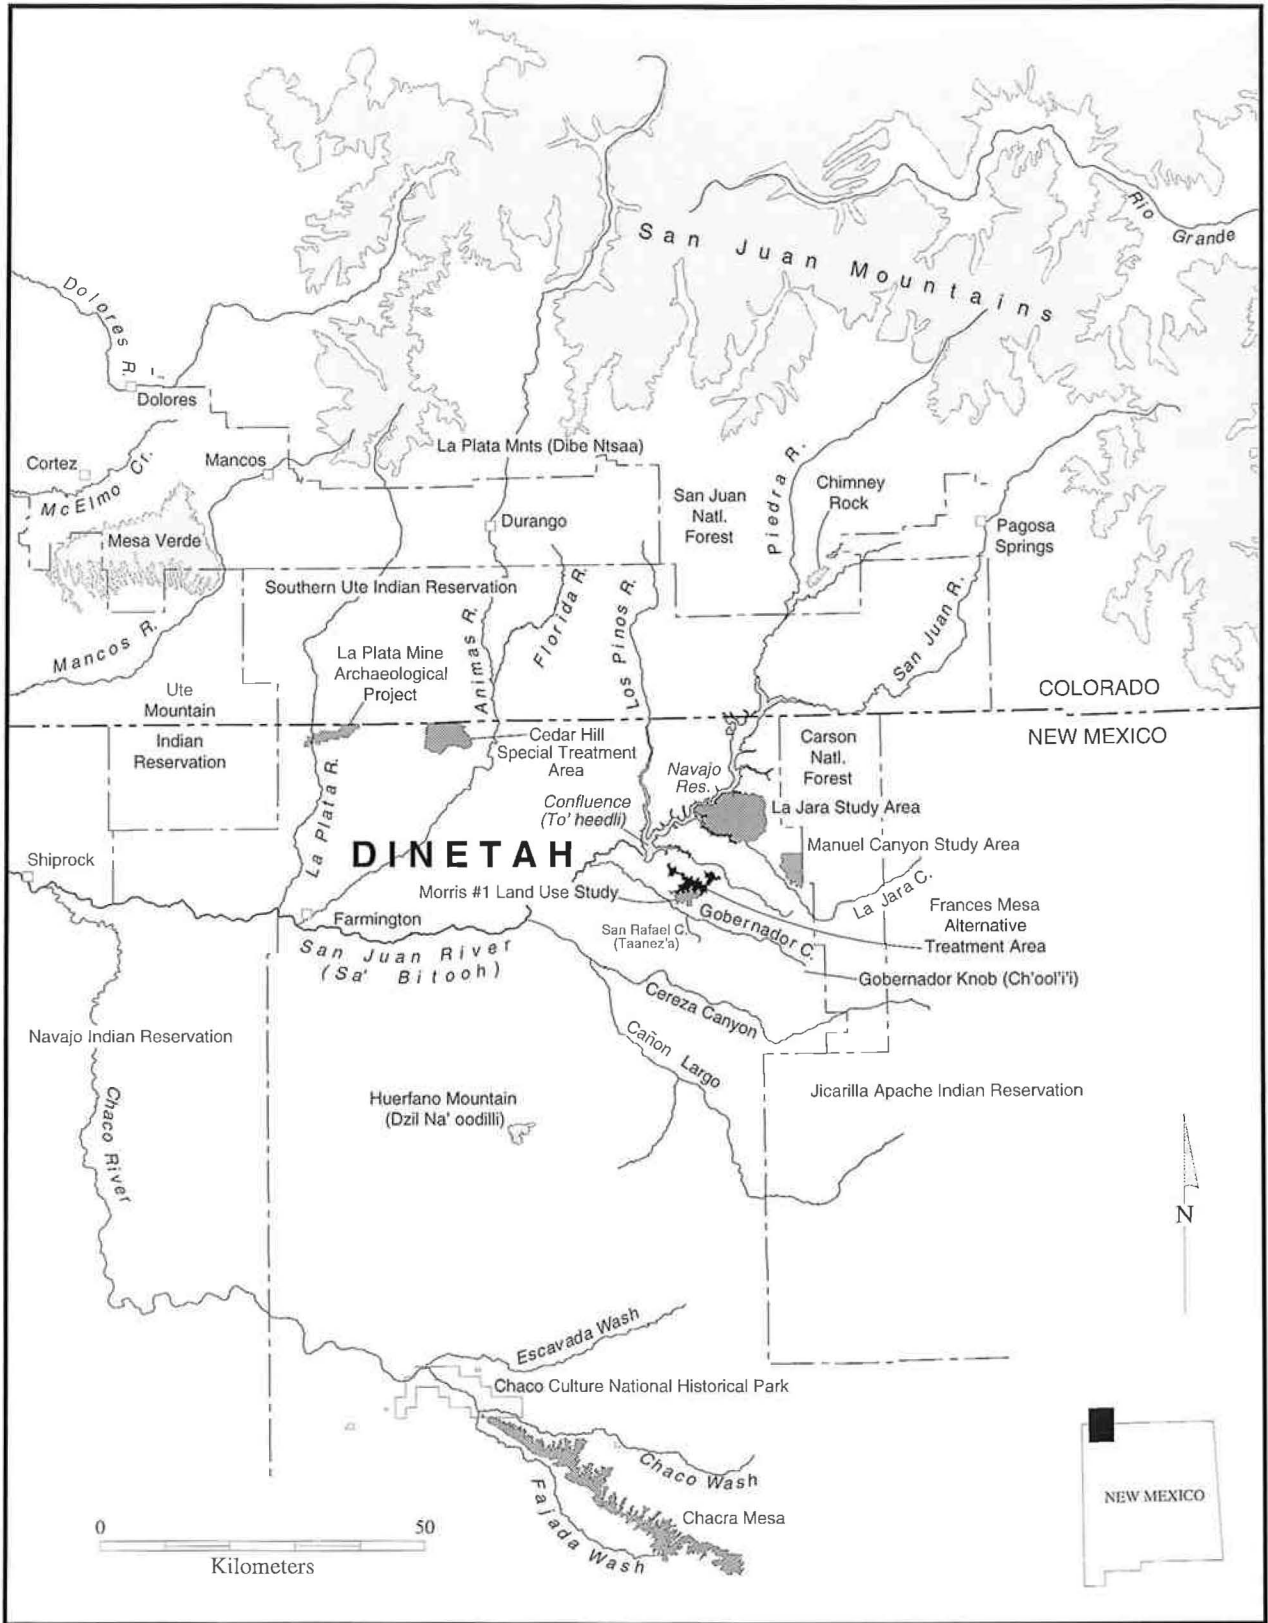 San Juan Mountains
Rio
Grande
Dolores R.
Dolores
La Plata Mnts (Dibe Ntsaa)
Cortez
Mancos
McElmo Cr.
San Juan
Natl.
Forest
Piedra R.
Chimney
Rock
Durango
Pagosa
Springs
Mesa Verde
Southern Ute Indian Reservation
Florida R.
Los Pinos R.
Animas R.
San Juan R.
Mancos R.
La Plata Mine
Archaeological
Project
Ute
Mountain
Indian
Reservation
COLORADO
NEW MEXICO
Cedar Hill
Special Treatment
Area
Carson
Natl.
Forest
Navajo
Res.
La Plata R.
Confluence
(To' heedli)
La Jara Study Area
DINETAH
Manuel Canyon Study Area
Shiprock
Morris #1 Land Use Study
La Jara C.
Frances Mesa
Alternative
Treatment Area
Farmington
Gobernador C.
San Rafael C.
(Taanez'a)
San Juan River
(Sa' Bitooh)
Gobernador Knob (Ch'ool'i'i)
Cereza Canyon
Navajo Indian Reservation
Cañon Largo
Huerfano Mountain
(Dzil Na' oodilli)
Jicarilla Apache Indian Reservation
Chaco River
N
Escavada Wash
Chaco Culture National Historical Park
Chaco Wash
Fajada Wash
Chacra Mesa
NEW MEXICO
0 50
Kilometers